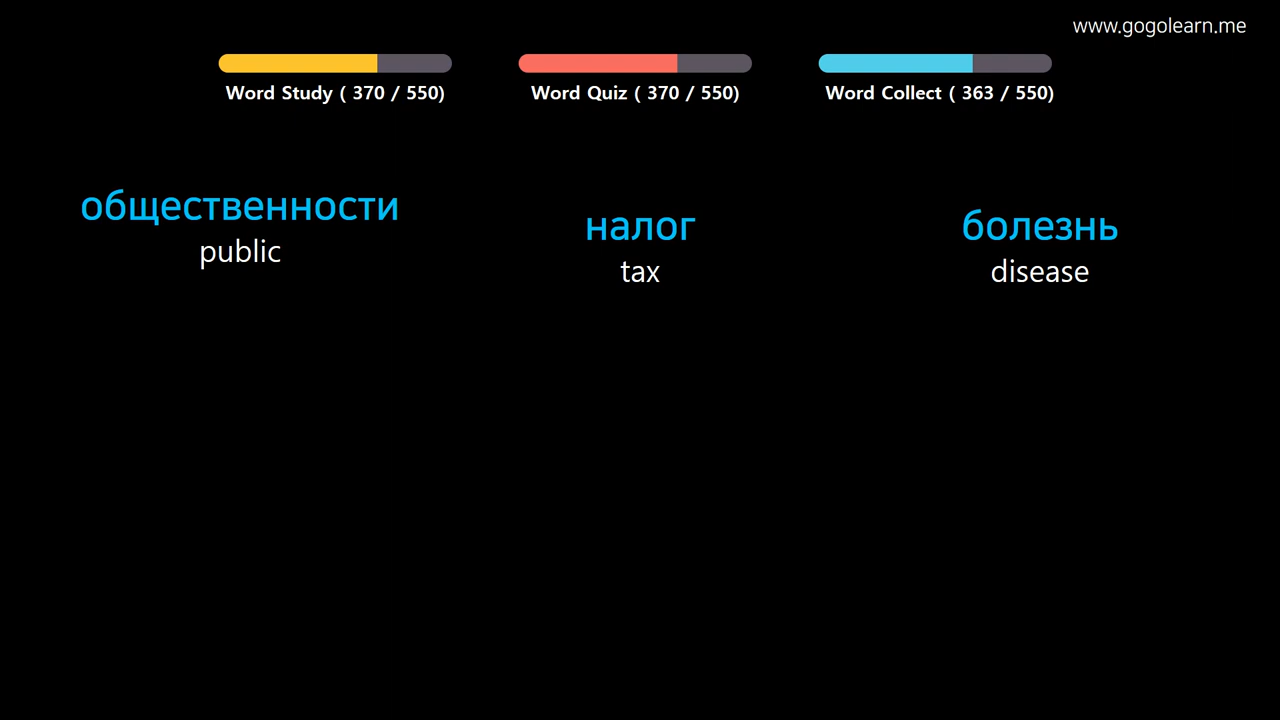 www.gogolearn.me
Word Study ( 370 / 550)
Word Quiz ( 370 / 550)
Word Collect ( 363 / 550)
общественности
public
налог
tax
болезнь
disease